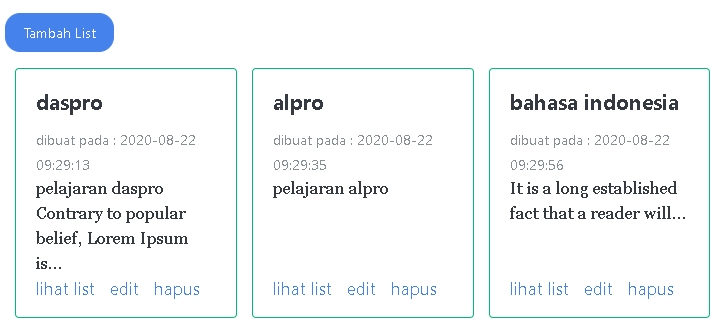 Tambah List
daspro
dibuat pada : 2020-08-22
09:29:13
pelajaran daspro
Contrary to popular
belief, Lorem Ipsum
is...
lihat list edit hapus
alpro
dibuat pada : 2020-08-22
09:29:35
pelajaran alpro
lihat list edit hapus
bahasa indonesia
dibuat pada : 2020-08-22
09:29:56
It is a long established
fact that a reader will...
lihat list edit hapus